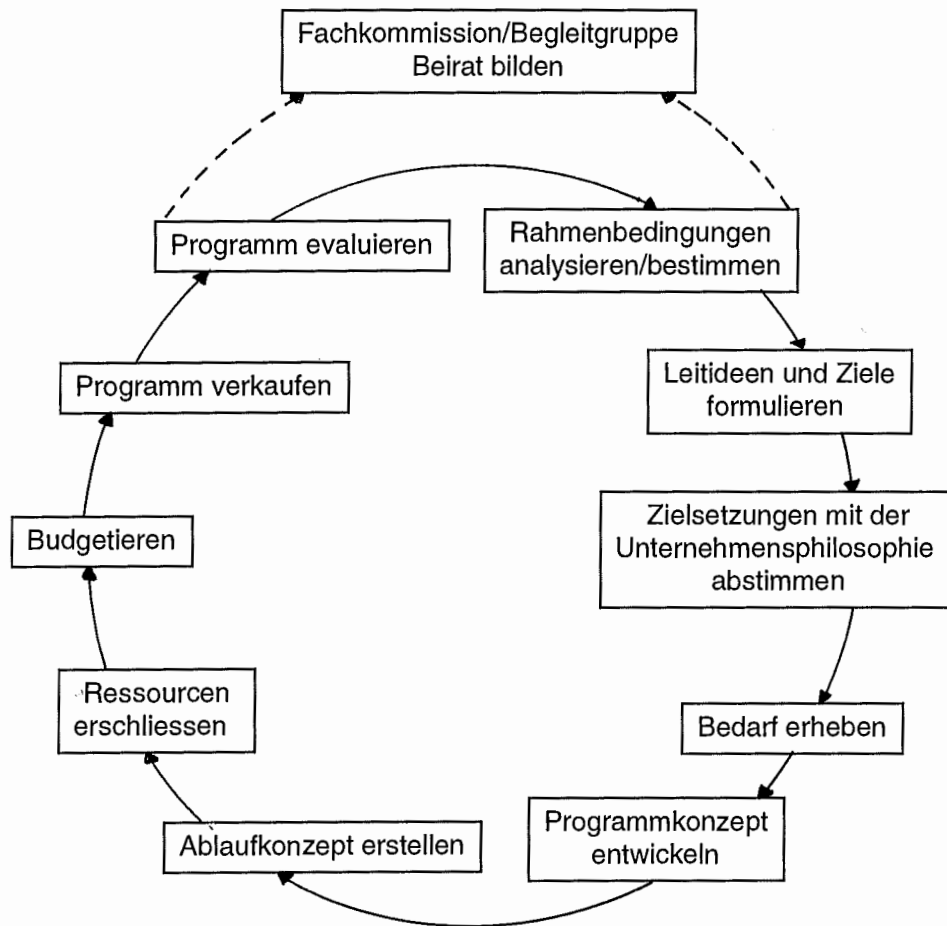 Fachkommission/Begleitgruppe
Beirat bilden
Programm evaluieren
Rahmenbedingungen
analysieren/bestimmen
Programm verkaufen
Leitideen und Ziele
formulieren
Budgetieren
Zielsetzungen mit der
Unternehmensphilosophie
abstimmen
Ressourcen
erschliessen
Bedarf erheben
Ablaufkonzept erstellen
Programmkonzept
entwickeln